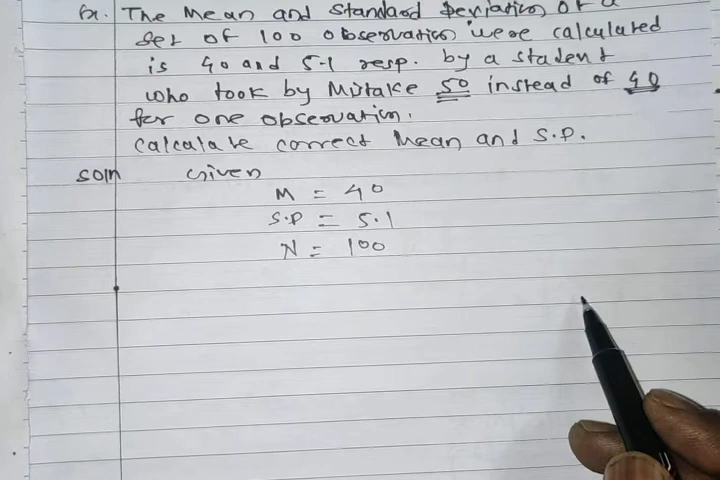 Ex. The Mean and Standard Deviation of a
Set of 100 observation were calculated
is 40 and 5.1 resp. by a student
who took by Mistake 50 instead of 40
for one observation.
Calculate correct Mean and S.D.
soln Given
M = 40
S.D = 5.1
N = 100